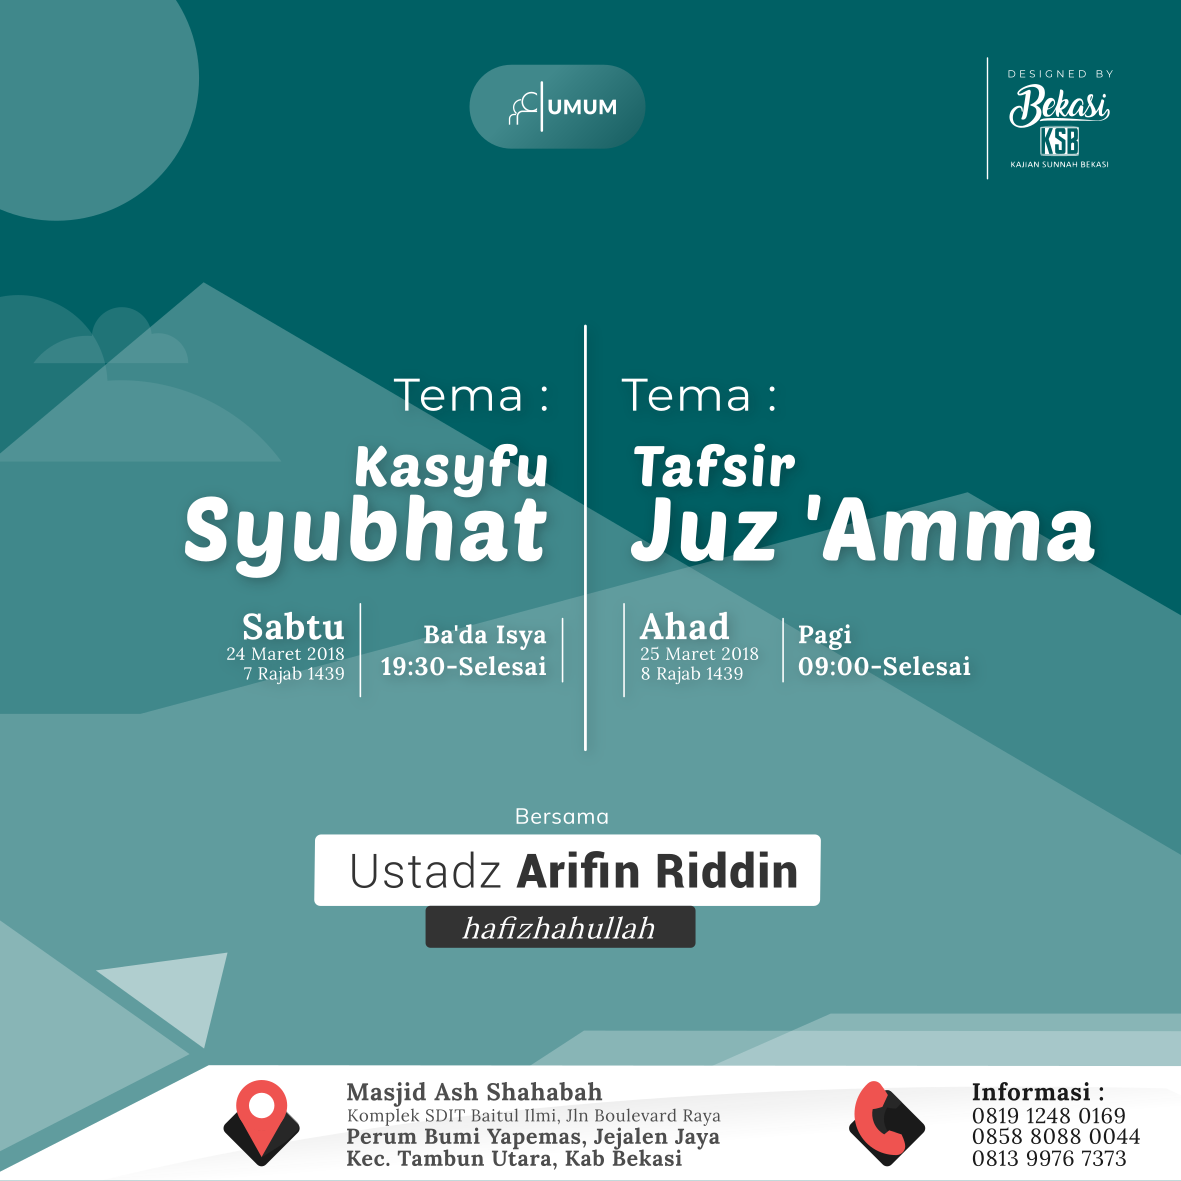 UMUM
DESIGNED BY
Bekasi
KSB
KAJIAN SUNNAH BEKASI
Tema :
Kasyfu
Syubhat
Sabtu
24 Maret 2018
7 Rajab 1439
Ba'da Isya
19:30-Selesai
Tema :
Tafsir
Juz 'Amma
Ahad
25 Maret 2018
8 Rajab 1439
Pagi
09:00-Selesai
Bersama
Ustadz Arifin Riddin
hafizhahullah
Masjid Ash Shahabah
Komplek SDIT Baitul Ilmi, Jln Boulevard Raya
Perum Bumi Yapemas, Jejalen Jaya
Kec. Tambun Utara, Kab Bekasi
Informasi :
0819 1248 0169
0858 8088 0044
0813 9976 7373